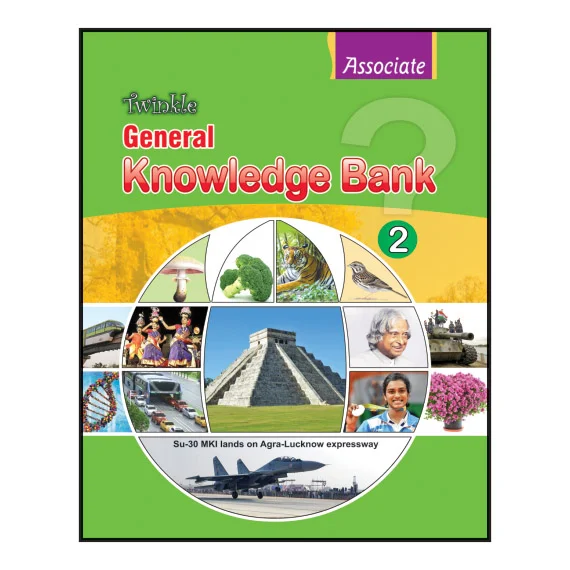 Associate
Twinkle
General
Knowledge Bank
?
2
Su-30 MKI lands on Agra-Lucknow expressway